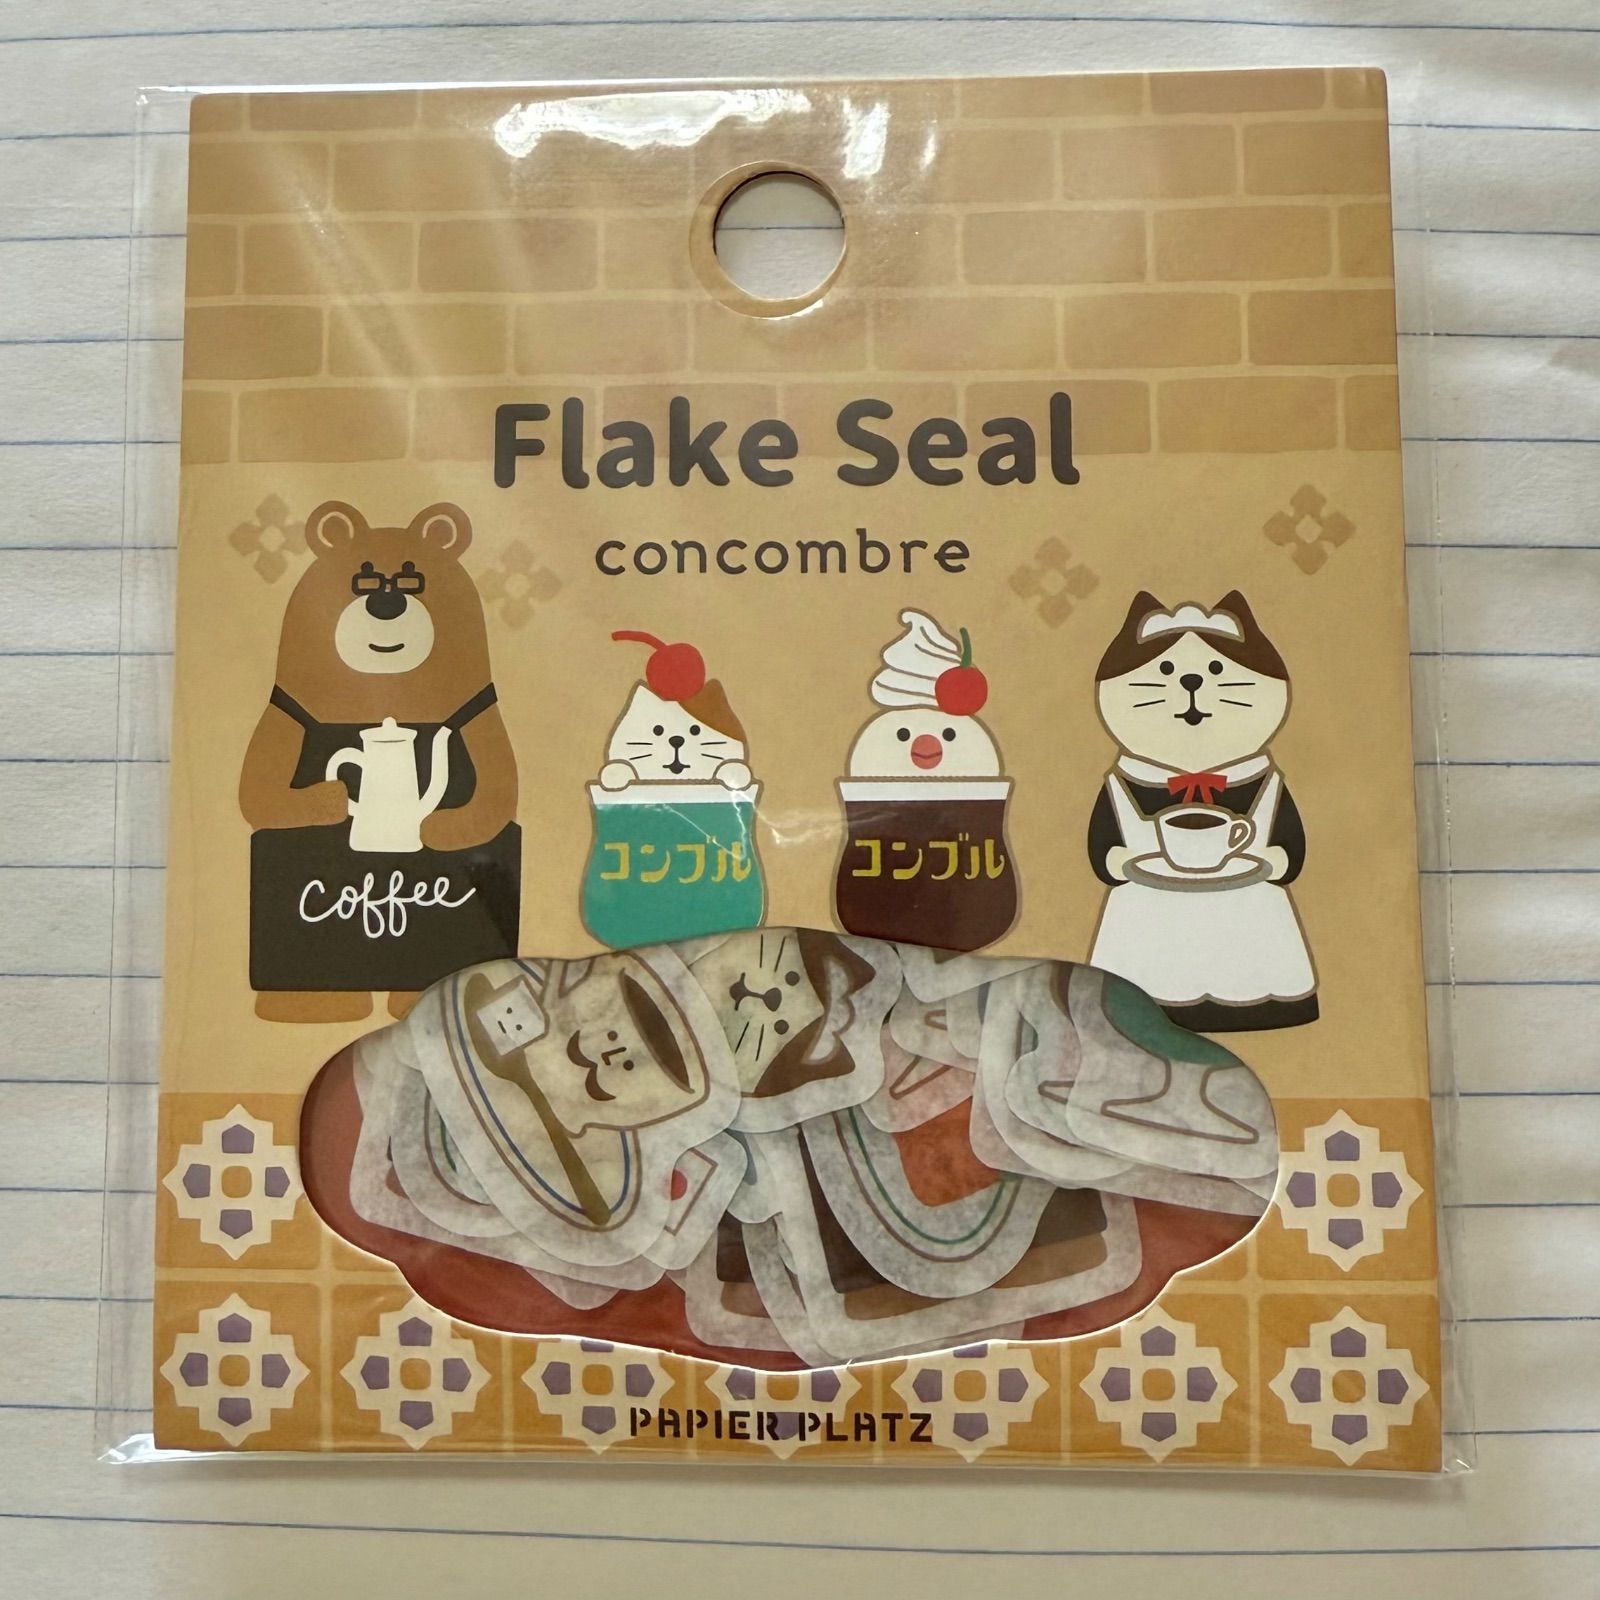 Flake Seal
concombre
コンブル
コンブル
coffee
PAPIER PLATZ